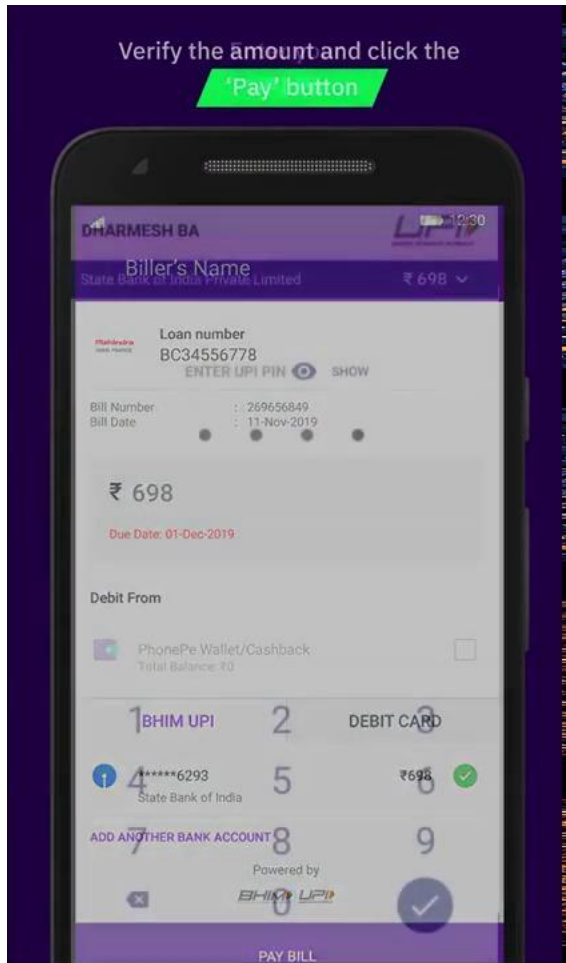 Verify the amount and click the
'Pay' button
12:30
DHARMESH BA
UPI
Biller's Name
State Bank of India Private Limited
₹ 698
Mahindra
Loan number
BC34556778
ENTER UPI PIN SHOW
Bill Number : 269656849
Bill Date : 11-Nov-2019
₹ 698
Due Date: 01-Dec-2019
Debit From
PhonePe Wallet/Cashback
Total Balance: ₹0
BHIM UPI DEBIT CARD
1 2 3
******6293 ₹698
State Bank of India
4 5 6
ADD ANOTHER BANK ACCOUNT
7 8 9
Powered by
BHIM UPI
0
PAY BILL